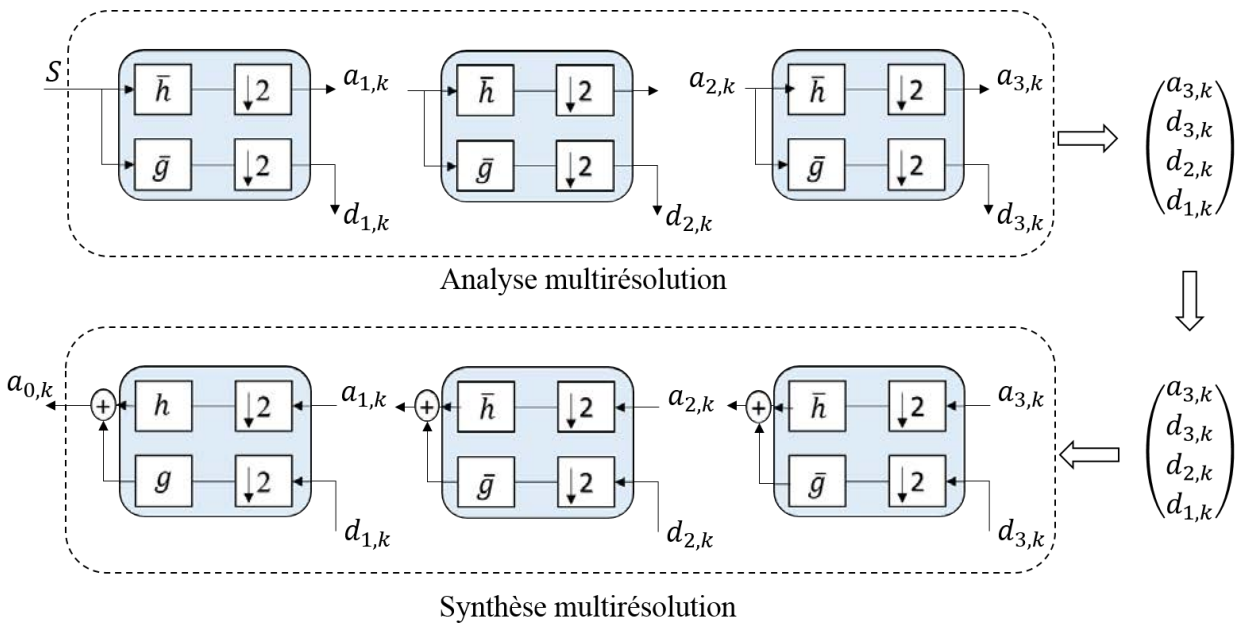 S h̄ ↓2 a₁,ₖ h̄ ↓2 a₂,ₖ h̄ ↓2 a₃,ₖ
ḡ ↓2 d₁,ₖ ḡ ↓2 d₂,ₖ ḡ ↓2 d₃,ₖ
a₃,ₖ
d₃,ₖ
d₂,ₖ
d₁,ₖ
Analyse multirésolution
a₀,ₖ + h ↓2 a₁,ₖ + h̄ ↓2 a₂,ₖ + h̄ ↓2 a₃,ₖ
g ↓2 d₁,ₖ ḡ ↓2 d₂,ₖ ḡ ↓2 d₃,ₖ
a₃,ₖ
d₃,ₖ
d₂,ₖ
d₁,ₖ
Synthèse multirésolution